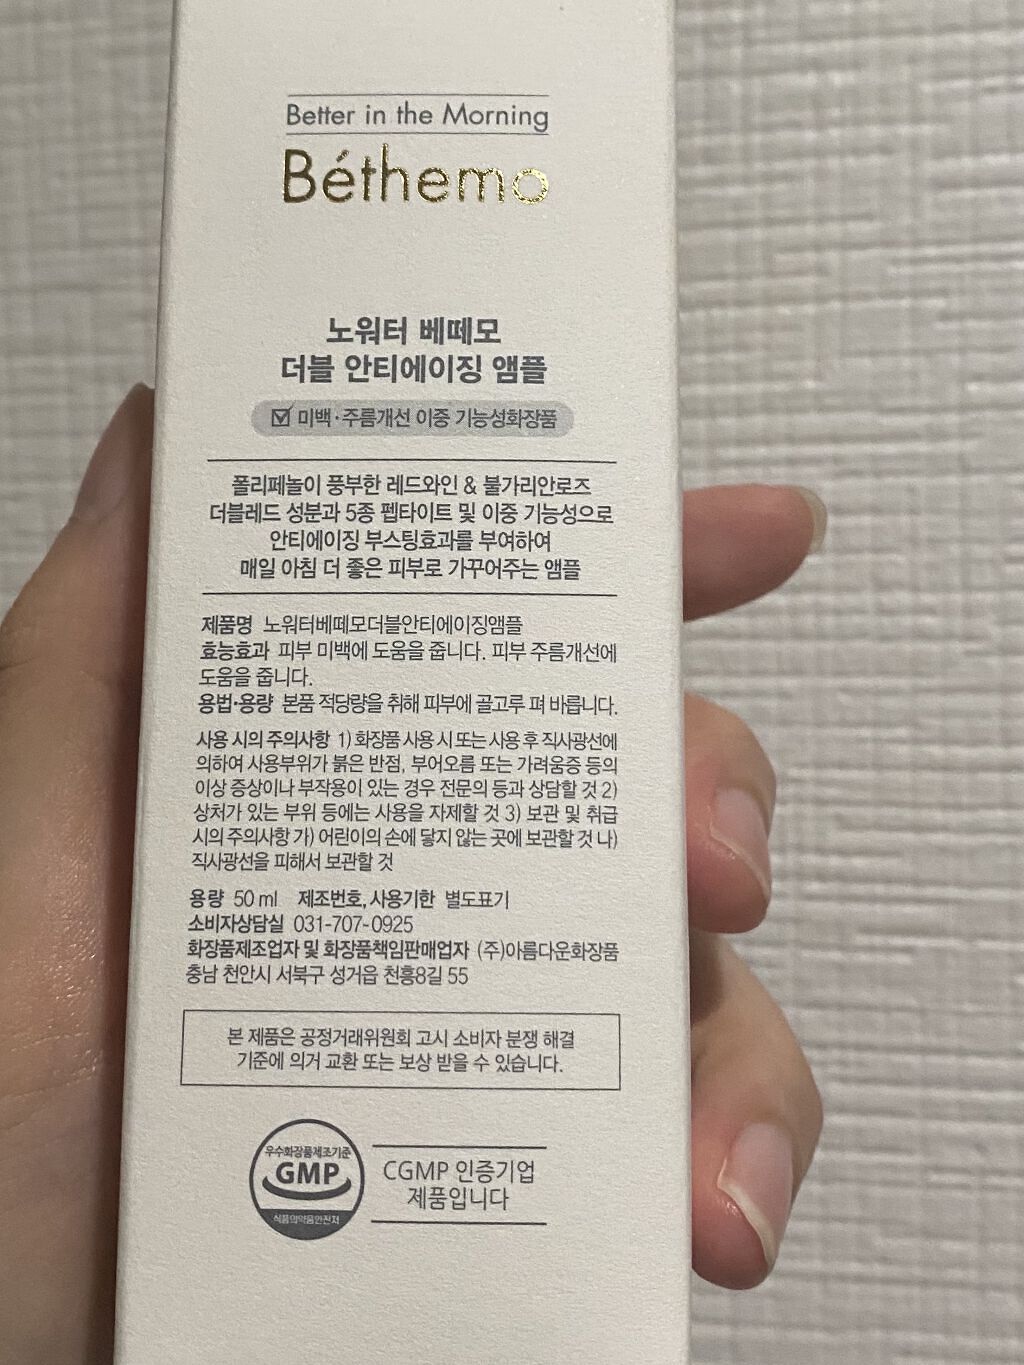 Better in the Morning
Béthemo
노워터 베떼모
더블 안티에이징 앰플
미백·주름개선 이중 기능성화장품
폴리페놀이 풍부한 레드와인 & 불가리안로즈
더블레드 성분과 5종 펩타이트 및 이중 기능성으로
안티에이징 부스팅효과를 부여하여
매일 아침 더 좋은 피부로 가꾸어주는 앰플
제품명 노워터베떼모더블안티에이징앰플
효능효과 피부 미백에 도움을 줍니다. 피부 주름개선에
도움을 줍니다.
용법·용량 본품 적당량을 취해 피부에 골고루 펴 바릅니다.
사용 시의 주의사항 1) 화장품 사용 시 또는 사용 후 직사광선에
의하여 사용부위가 붉은 반점, 부어오름 또는 가려움증 등의
이상 증상이나 부작용이 있는 경우 전문의 등과 상담할 것 2)
상처가 있는 부위 등에는 사용을 자제할 것 3) 보관 및 취급
시의 주의사항 가) 어린이의 손에 닿지 않는 곳에 보관할 것 나)
직사광선을 피해서 보관할 것
용량 50 ml 제조번호, 사용기한 별도표기
소비자상담실 031-707-0925
화장품제조업자 및 화장품책임판매업자 (주)아름다운화장품
충남 천안시 서북구 성거읍 천흥8길 55
본 제품은 공정거래위원회 고시 소비자 분쟁 해결
기준에 의거 교환 또는 보상 받을 수 있습니다.
우수화장품제조기준
GMP
식품의약품안전처
CGMP 인증기업
제품입니다